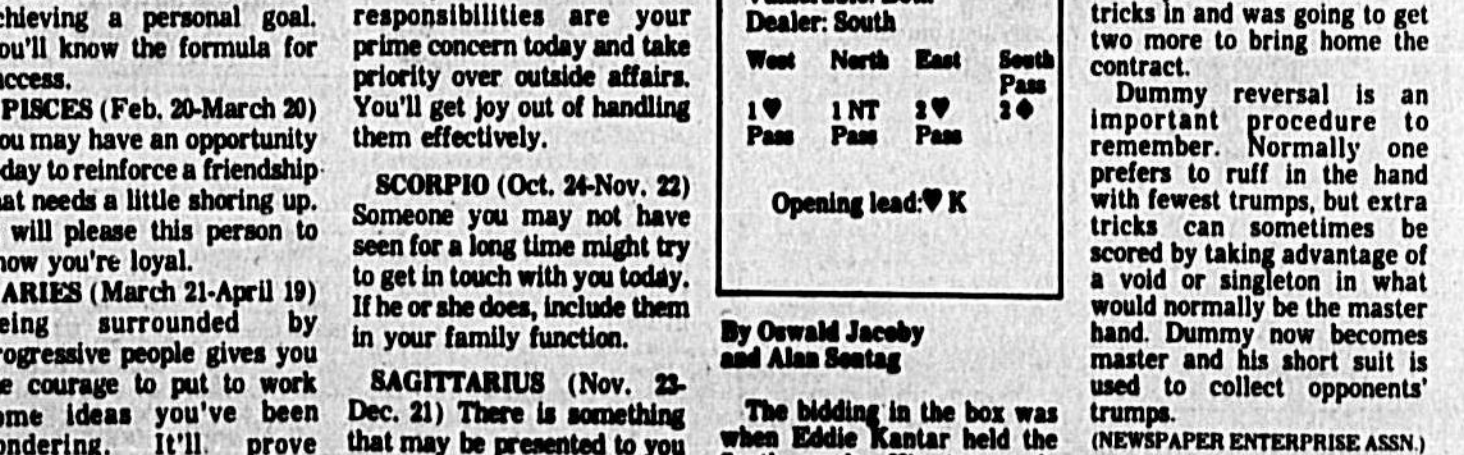 chieving a personal goal.
ou'll know the formula for
uccess.
PISCES (Feb. 20-March 20)
ou may have an opportunity
day to reinforce a friendship
at needs a little shoring up.
will please this person to
now you're loyal.
ARIES (March 21-April 19)
eing surrounded by
rogressive people gives you
e courage to put to work
ome ideas you've been
ondering. It'll prove
responsibilities are your
prime concern today and take
priority over outside affairs.
You'll get joy out of handling
them effectively.
SCORPIO (Oct. 24-Nov. 22)
Someone you may not have
seen for a long time might try
to get in touch with you today.
If he or she does, include them
in your family function.
SAGITTARIUS (Nov. 23-
Dec. 21) There is something
that may be presented to you
Dealer: South
West North East South
Pass
1♥ 1 NT 2♥ 2♦
Pass Pass Pass
Opening lead:♥ K
By Oswald Jacoby
and Alan Sontag
The bidding in the box was
when Eddie Kantar held the
tricks in and was going to get
two more to bring home the
contract.
Dummy reversal is an
important procedure to
remember. Normally one
prefers to ruff in the hand
with fewest trumps, but extra
tricks can sometimes be
scored by taking advantage of
a void or singleton in what
would normally be the master
hand. Dummy now becomes
master and his short suit is
used to collect opponents'
trumps.
(NEWSPAPER ENTERPRISE ASSN.)